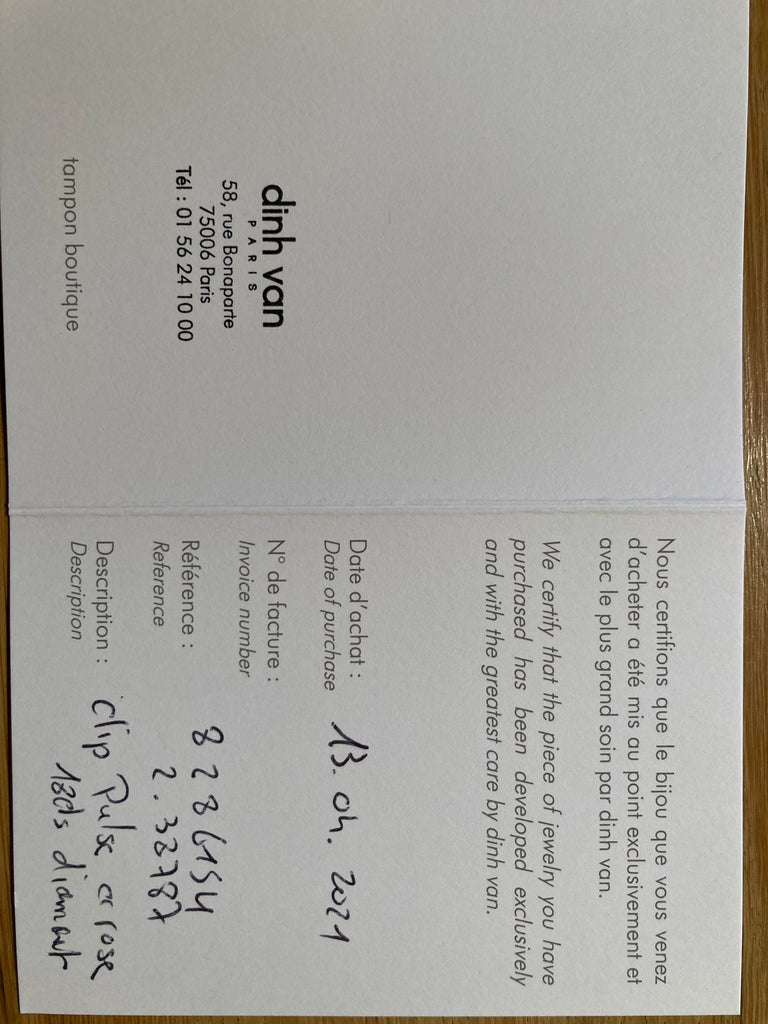 dinh van
PARIS
58, rue Bonaparte
75006 Paris
Tél : 01 56 24 10 00
tampon boutique
Nous certifions que le bijou que vous venez
d'acheter a été mis au point exclusivement et
avec le plus grand soin par dinh van.
We certify that the piece of jewelry you have
purchased has been developed exclusively
and with the greatest care by dinh van.
Date d'achat : 13.04.2021
Date of purchase
N° de facture :
Invoice number
Référence : 8286154
Reference 2.32787
Description : clip Pulse or rose
Description diamant